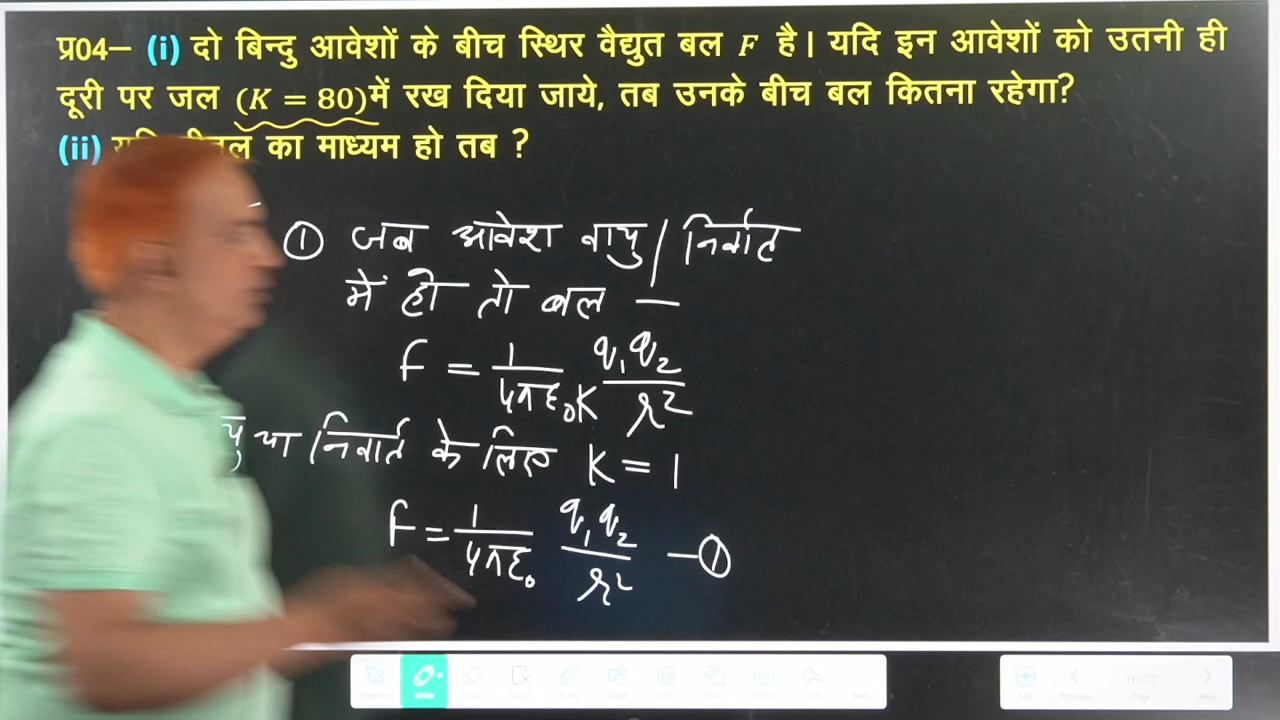 प्र04– (i) दो बिन्दु आवेशों के बीच स्थिर वैद्युत बल F है। यदि इन आवेशों को उतनी ही
दूरी पर जल (K = 80)में रख दिया जाये, तब उनके बीच बल कितना रहेगा?
(ii) का माध्यम हो तब ?
① जब आवेश वायु / निर्वात
में हो तो बल —
F = 1/4πε₀K q₁q₂/r²
या निर्वात के लिए K = 1
F = 1/4πε₀ q₁q₂/r² —①